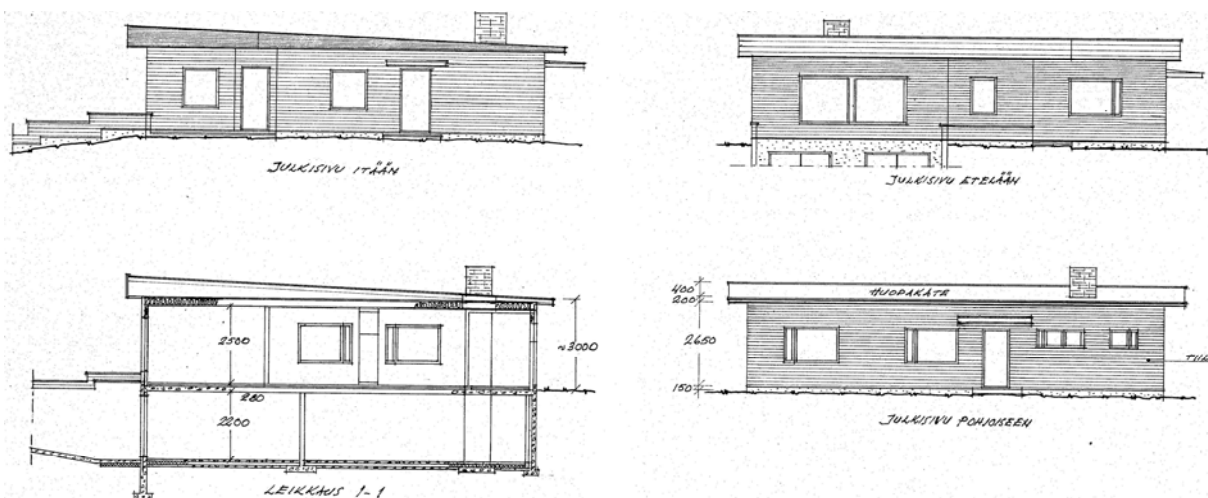 JULKISIVU ITÄÄN
JULKISIVU ETELÄÄN
2500
280
2200
~3000
LEIKKAUS 1-1
400
200
2650
150
HUOPAKATE
JULKISIVU POHJOISEEN